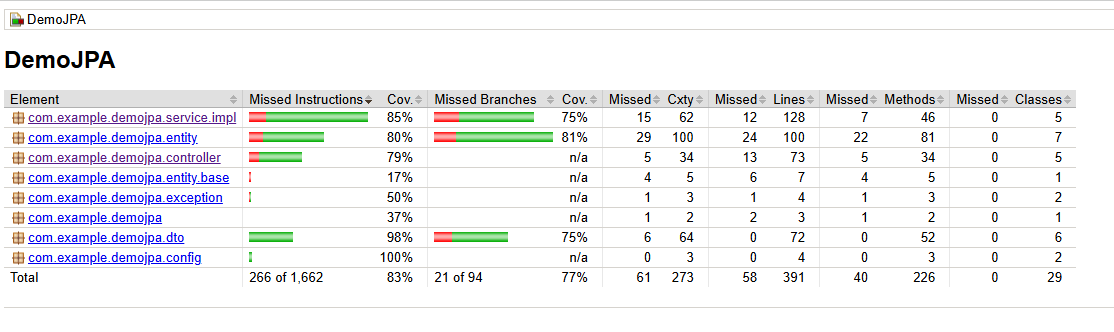 DemoJPA
DemoJPA
Element Missed Instructions Cov. Missed Branches Cov. Missed Cxty Missed Lines Missed Methods Missed Classes
com.example.demojpa.service.impl 85% 75% 15 62 12 128 7 46 0 5
com.example.demojpa.entity 80% 81% 29 100 24 100 22 81 0 7
com.example.demojpa.controller 79% n/a 5 34 13 73 5 34 0 5
com.example.demojpa.entity.base 17% n/a 4 5 6 7 4 5 0 1
com.example.demojpa.exception 50% n/a 1 3 1 4 1 3 0 2
com.example.demojpa 37% n/a 1 2 2 3 1 2 0 1
com.example.demojpa.dto 98% 75% 6 64 0 72 0 52 0 6
com.example.demojpa.config 100% n/a 0 3 0 4 0 3 0 2
Total 266 of 1,662 83% 21 of 94 77% 61 273 58 391 40 226 0 29